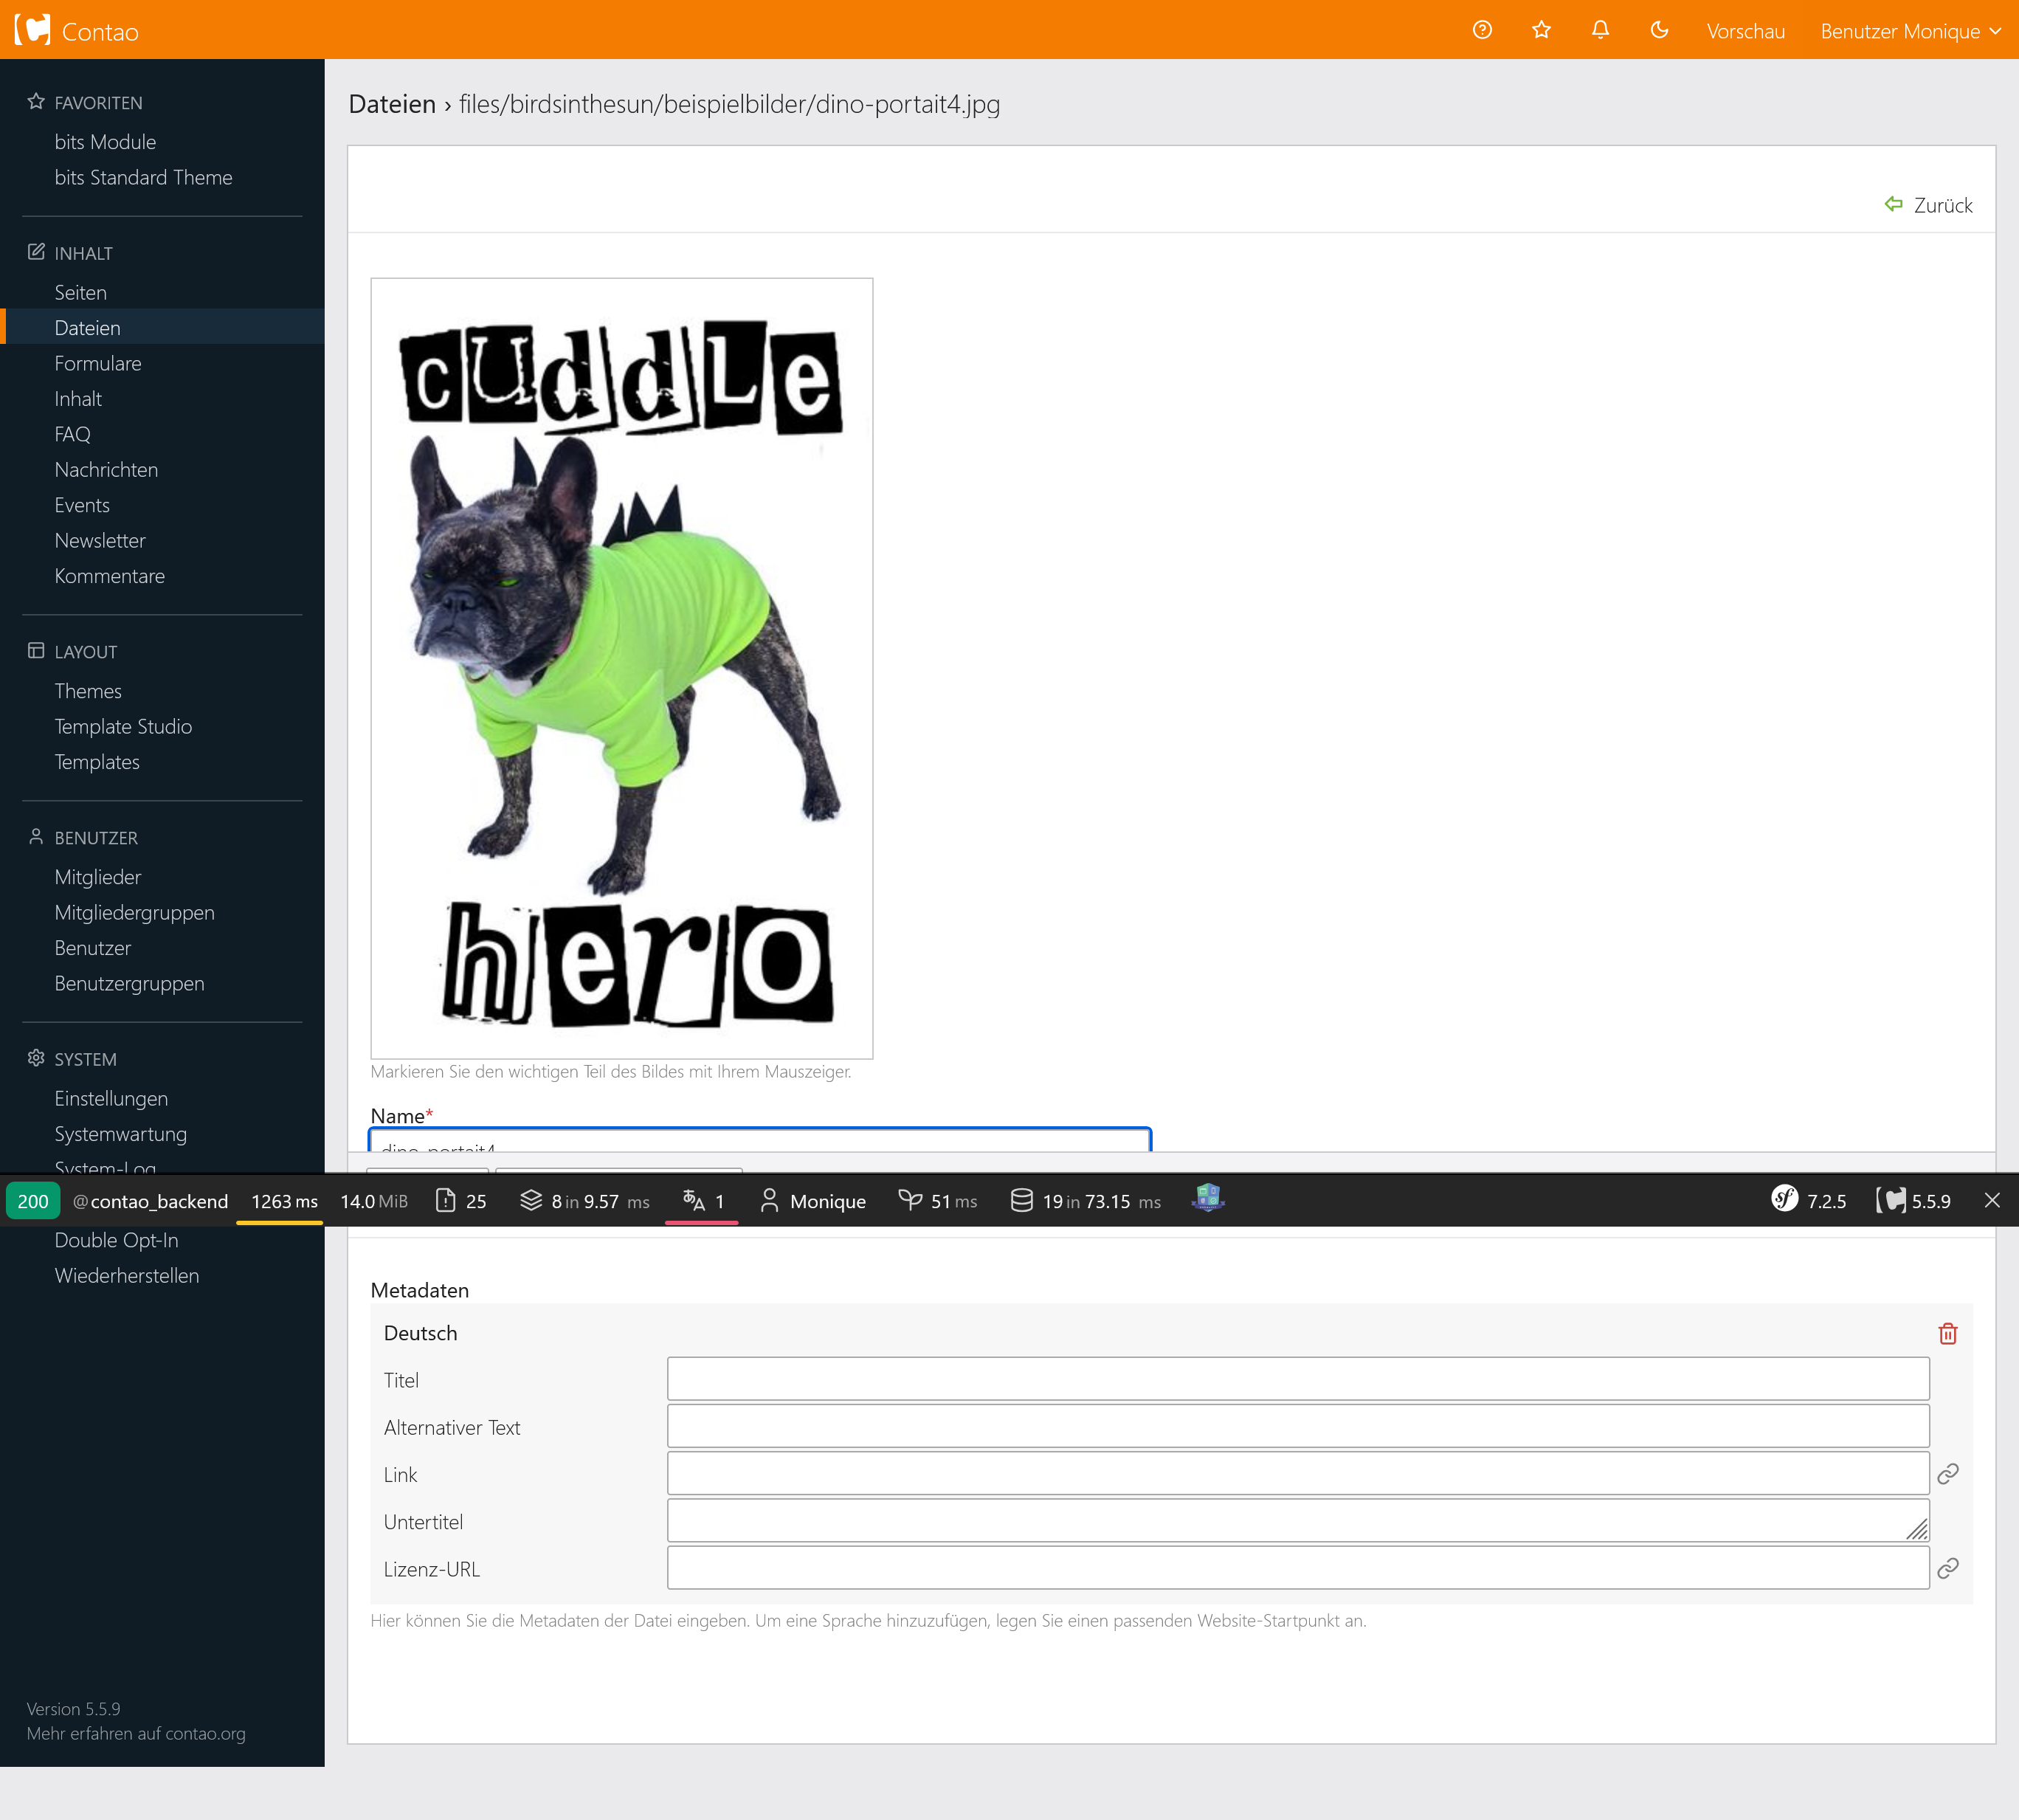 Contao
Vorschau
Benutzer Monique
FAVORITEN
bits Module
bits Standard Theme
INHALT
Seiten
Dateien
Formulare
Inhalt
FAQ
Nachrichten
Events
Newsletter
Kommentare
LAYOUT
Themes
Template Studio
Templates
BENUTZER
Mitglieder
Mitgliedergruppen
Benutzer
Benutzergruppen
SYSTEM
Einstellungen
Systemwartung
System-Log
Double Opt-In
Wiederherstellen
Version 5.5.9
Mehr erfahren auf contao.org
Dateien › files/birdsinthesun/beispielbilder/dino-portait4.jpg
Zurück
cuddle
hero
Markieren Sie den wichtigen Teil des Bildes mit Ihrem Mauszeiger.
Name*
dino-portait4
200 @contao_backend 1263 ms 14.0 MiB 25 8 in 9.57 ms 1 Monique 51 ms 19 in 73.15 ms 7.2.5 5.5.9
Metadaten
Deutsch
Titel
Alternativer Text
Link
Untertitel
Lizenz-URL
Hier können Sie die Metadaten der Datei eingeben. Um eine Sprache hinzuzufügen, legen Sie einen passenden Website-Startpunkt an.